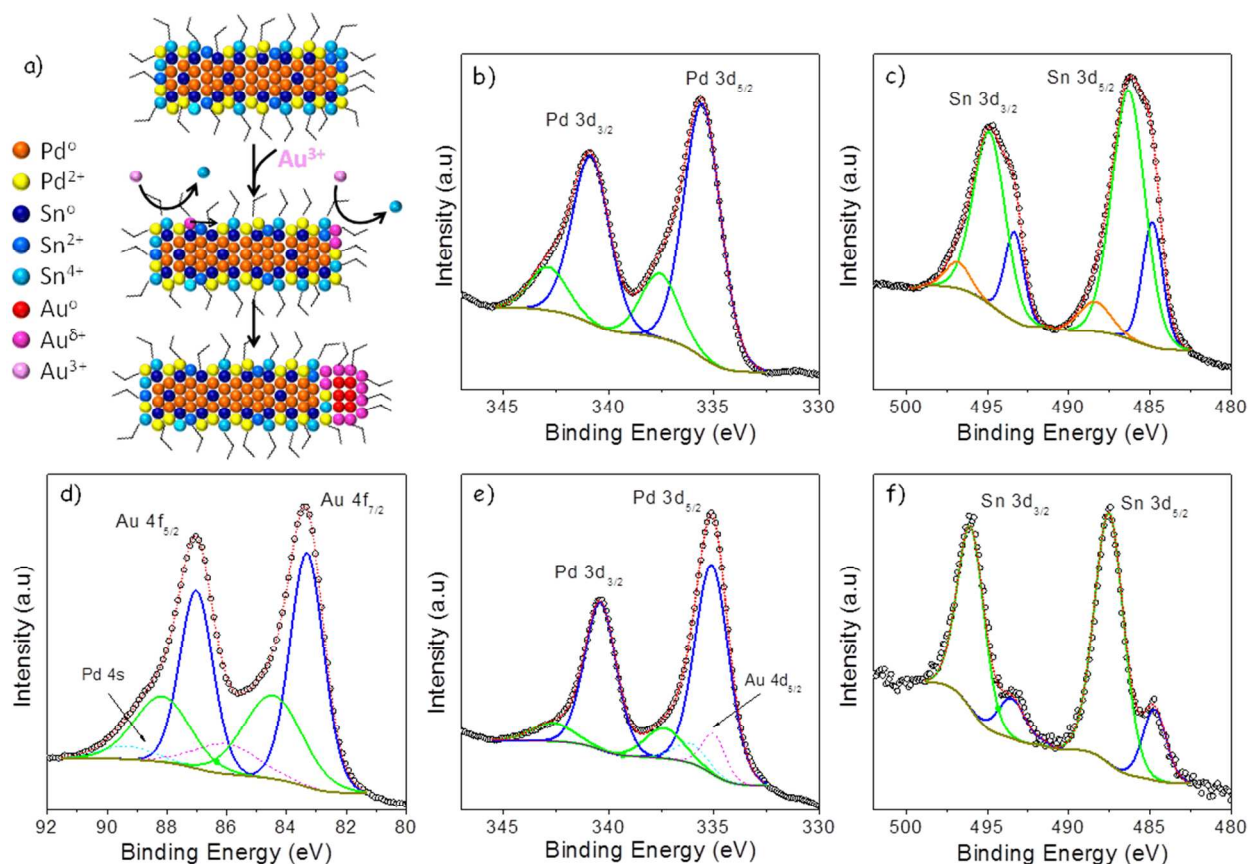 a)
Au³⁺
Pd⁰
Pd²⁺
Sn⁰
Sn²⁺
Sn⁴⁺
Au⁰
Auᵟ⁺
Au³⁺
b)
Pd 3d₃/₂
Pd 3d₅/₂
Intensity (a.u)
345 340 335 330
Binding Energy (eV)
c)
Sn 3d₃/₂
Sn 3d₅/₂
Intensity (a.u)
500 495 490 485 480
Binding Energy (eV)
d)
Au 4f₅/₂
Au 4f₇/₂
Pd 4s
Intensity (a.u)
92 90 88 86 84 82 80
Binding Energy (eV)
e)
Pd 3d₃/₂
Pd 3d₅/₂
Au 4d₅/₂
Intensity (a.u)
345 340 335 330
Binding Energy (eV)
f)
Sn 3d₃/₂
Sn 3d₅/₂
Intensity (a.u)
500 495 490 485 480
Binding Energy (eV)